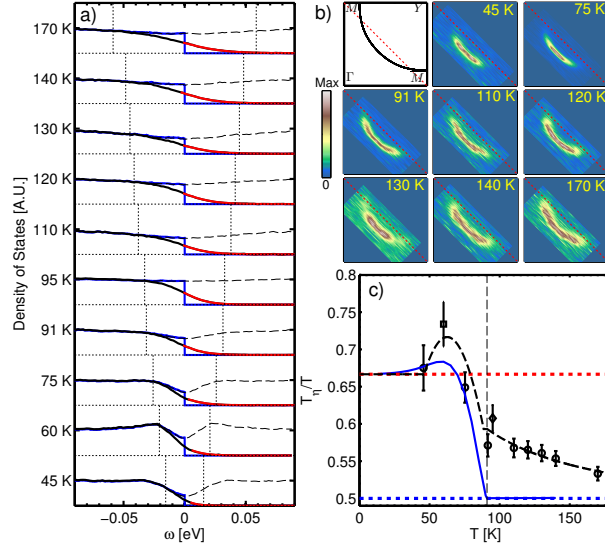 a)
170 K
140 K
130 K
120 K
110 K
95 K
91 K
75 K
60 K
45 K
Density of States [A.U.]
-0.05
0
0.05
ω [eV]
b)
M
Y
Γ
M
45 K
75 K
Max
0
91 K
110 K
120 K
130 K
140 K
170 K
c)
0.8
0.75
0.7
0.65
0.6
0.55
0.5
Tη/T
0
50
100
150
T [K]